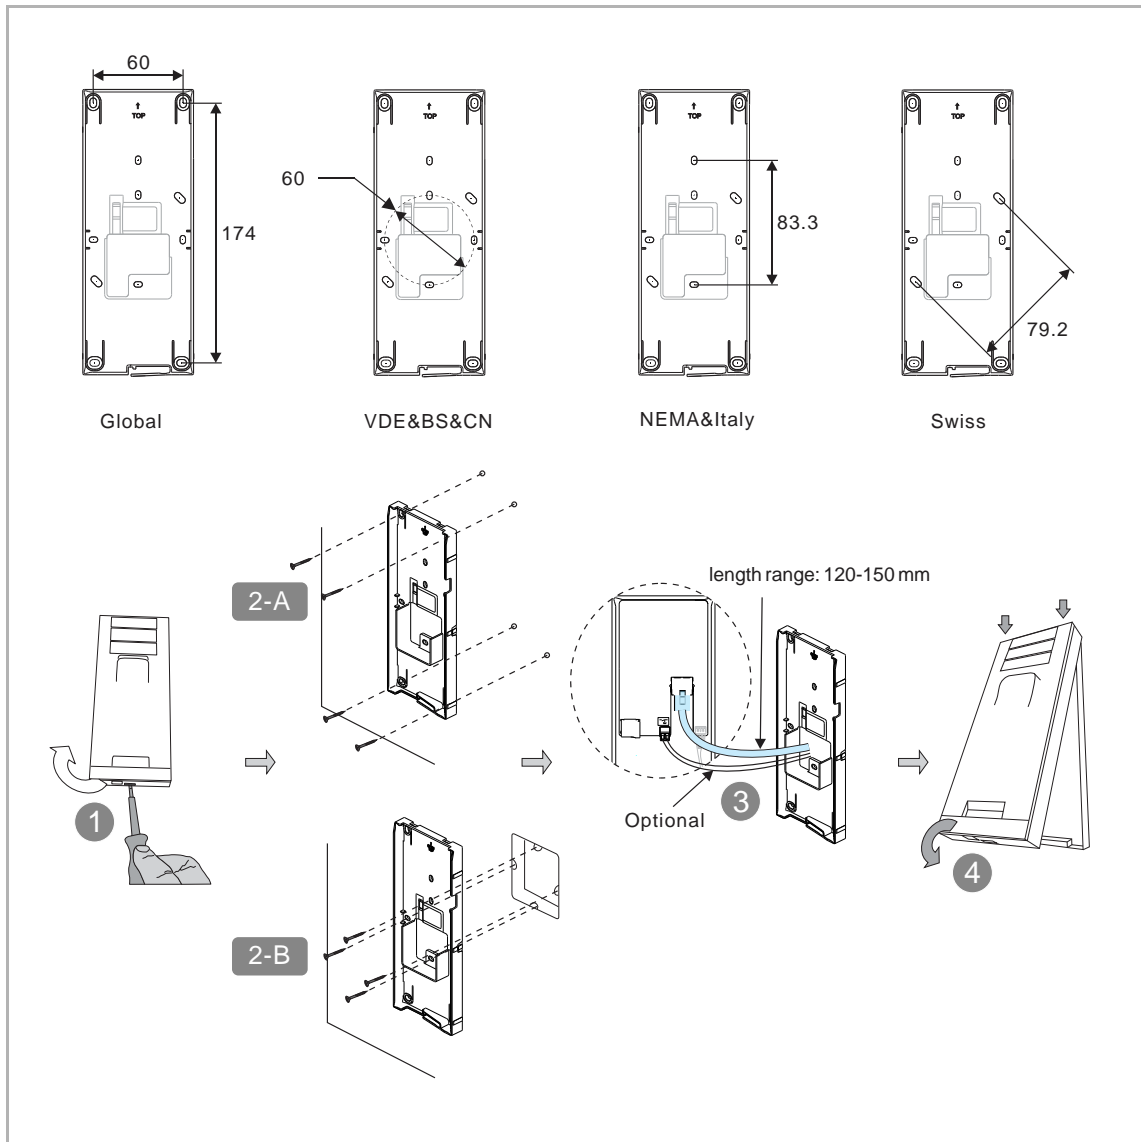 60
↑
TOP
174
Global
60
↑
TOP
VDE&BS&CN
↑
TOP
83.3
NEMA&Italy
↑
TOP
79.2
Swiss
1
2-A
2-B
length range: 120-150 mm
Optional
3
4